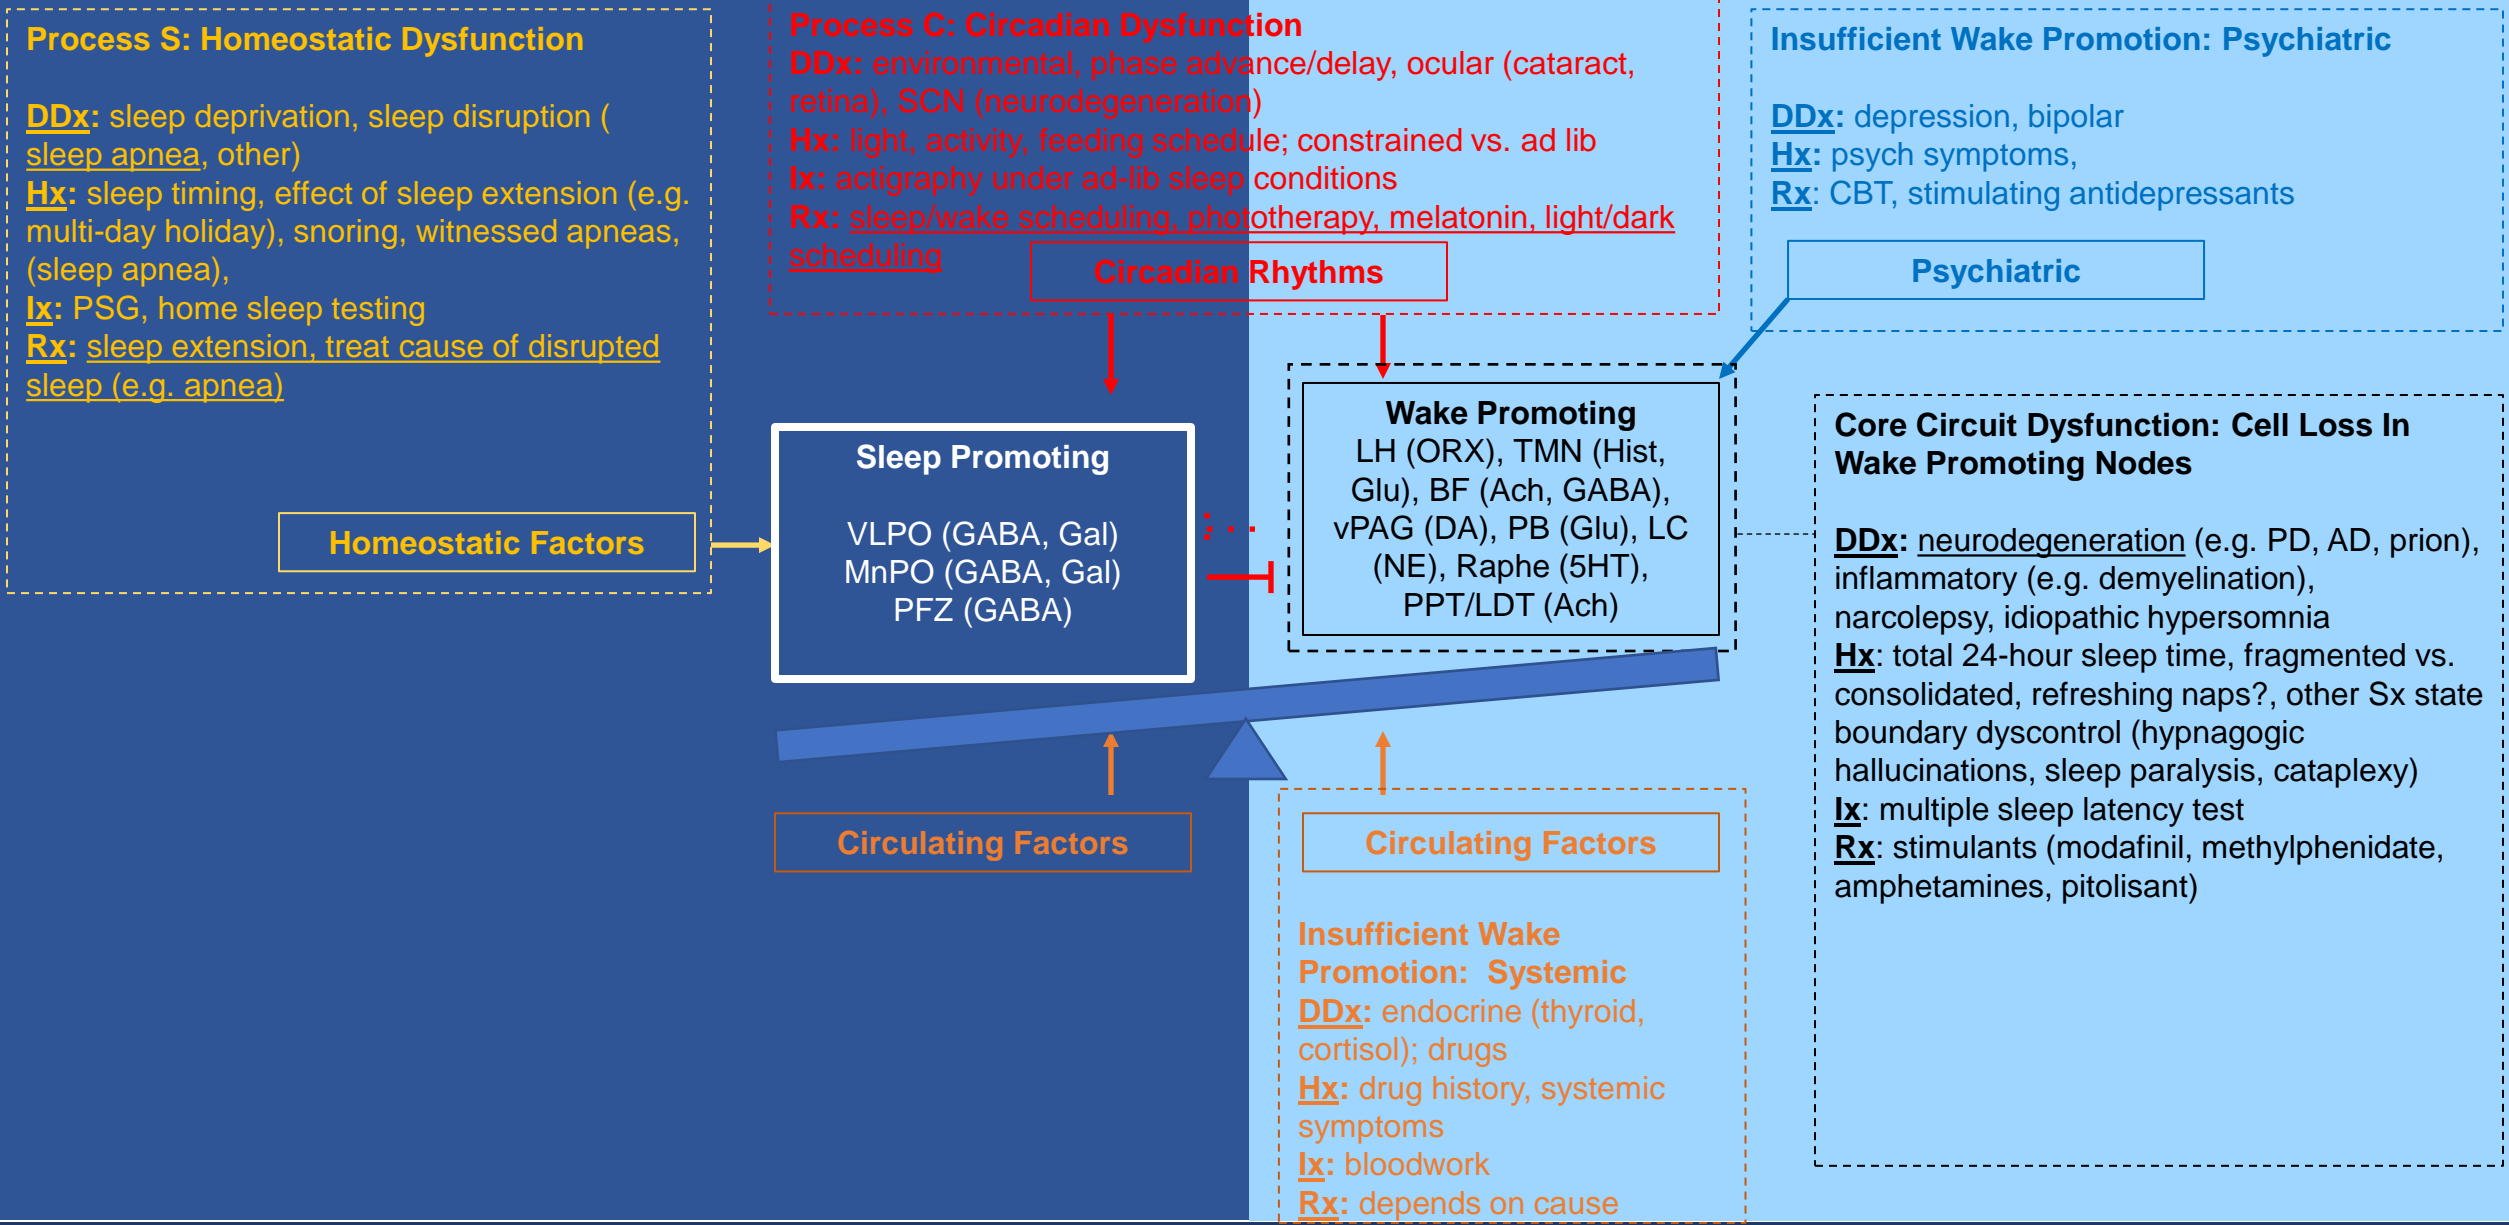 Process S: Homeostatic Dysfunction
DDx: sleep deprivation, sleep disruption (
sleep apnea, other)
Hx: sleep timing, effect of sleep extension (e.g.
multi-day holiday), snoring, witnessed apneas,
(sleep apnea),
Ix: PSG, home sleep testing
Rx: sleep extension, treat cause of disrupted
sleep (e.g. apnea)
Homeostatic Factors
Process C: Circadian Dysfunction
DDx: environmental, phase advance/delay, ocular (cataract,
retina), SCN (neurodegeneration)
Hx: light, activity, feeding schedule; constrained vs. ad lib
Ix: actigraphy under ad-lib sleep conditions
Rx: sleep/wake scheduling, phototherapy, melatonin, light/dark
scheduling
Circadian Rhythms
Insufficient Wake Promotion: Psychiatric
DDx: depression, bipolar
Hx: psych symptoms,
Rx: CBT, stimulating antidepressants
Psychiatric
Sleep Promoting
VLPO (GABA, Gal)
MnPO (GABA, Gal)
PFZ (GABA)
Wake Promoting
LH (ORX), TMN (Hist,
Glu), BF (Ach, GABA),
vPAG (DA), PB (Glu), LC
(NE), Raphe (5HT),
PPT/LDT (Ach)
Core Circuit Dysfunction: Cell Loss In
Wake Promoting Nodes
DDx: neurodegeneration (e.g. PD, AD, prion),
inflammatory (e.g. demyelination),
narcolepsy, idiopathic hypersomnia
Hx: total 24-hour sleep time, fragmented vs.
consolidated, refreshing naps?, other Sx state
boundary dyscontrol (hypnagogic
hallucinations, sleep paralysis, cataplexy)
Ix: multiple sleep latency test
Rx: stimulants (modafinil, methylphenidate,
amphetamines, pitolisant)
Circulating Factors
Circulating Factors
Insufficient Wake
Promotion: Systemic
DDx: endocrine (thyroid,
cortisol); drugs
Hx: drug history, systemic
symptoms
Ix: bloodwork
Rx: depends on cause